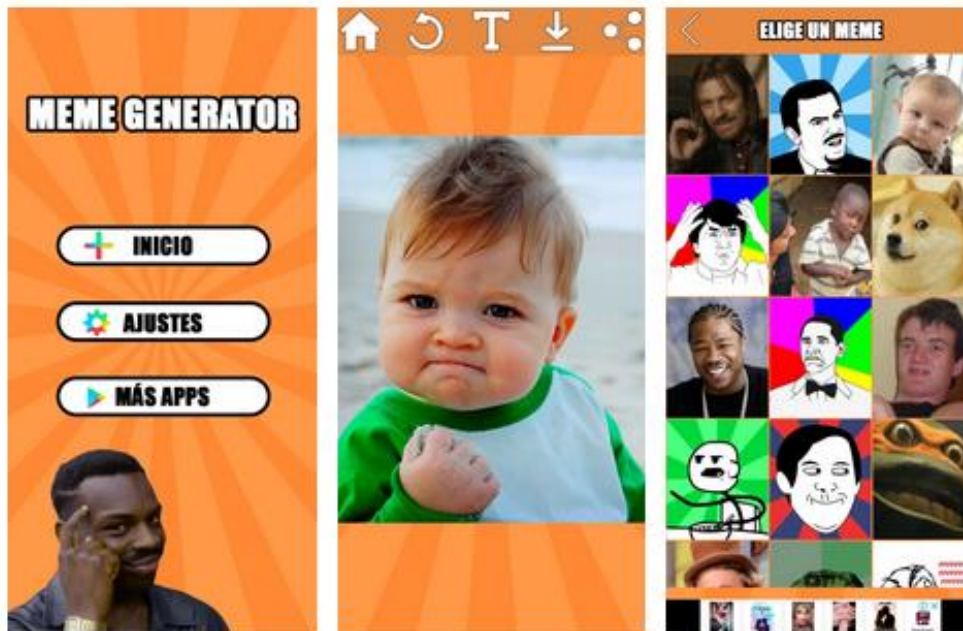 MEME GENERATOR
INICIO
AJUSTES
MÁS APPS
T
ELIGE UN MEME